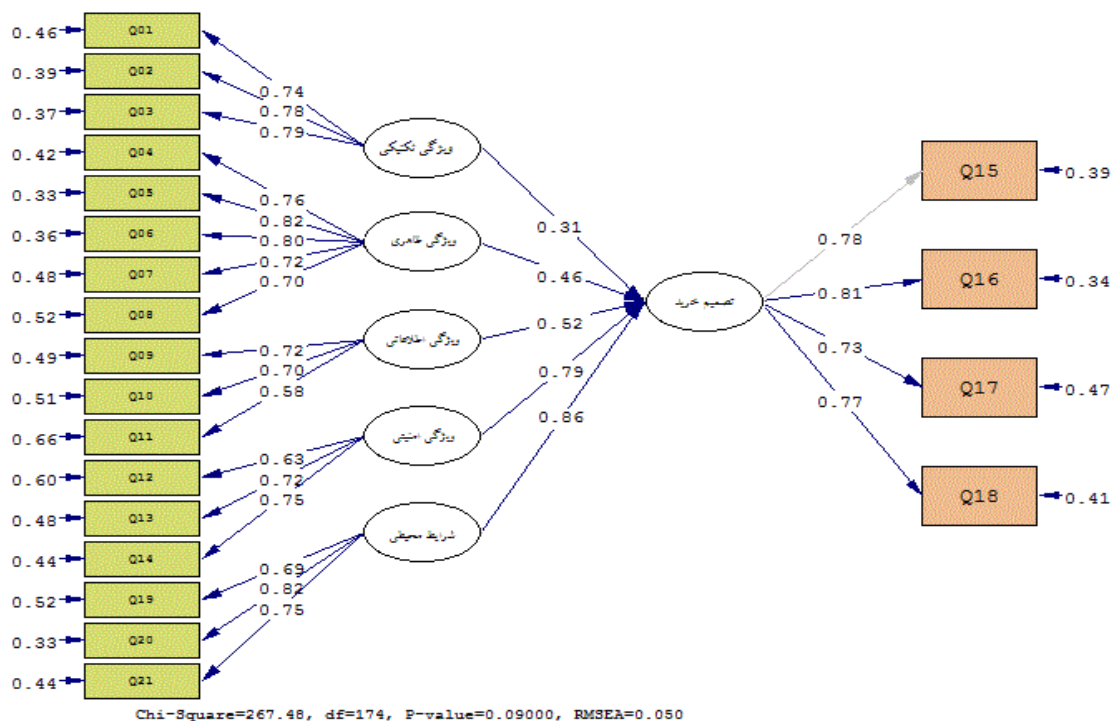 0.46 Q01
0.39 Q02
0.37 Q03
0.42 Q04
0.33 Q05
0.36 Q06
0.48 Q07
0.52 Q08
0.49 Q09
0.51 Q10
0.66 Q11
0.60 Q12
0.48 Q13
0.44 Q14
0.52 Q19
0.33 Q20
0.44 Q21
0.74
0.78
0.79
0.76
0.82
0.80
0.72
0.70
0.72
0.70
0.58
0.63
0.72
0.75
0.69
0.82
0.75
ویژگی تکنیکی
ویژگی ظاهری
ویژگی اطلاعاتی
ویژگی امنیتی
شرایط محیطی
0.31
0.46
0.52
0.79
0.86
تصمیم خرید
0.78
0.81
0.73
0.77
Q15 0.39
Q16 0.34
Q17 0.47
Q18 0.41
Chi-Square=267.48, df=174, P-value=0.09000, RMSEA=0.050